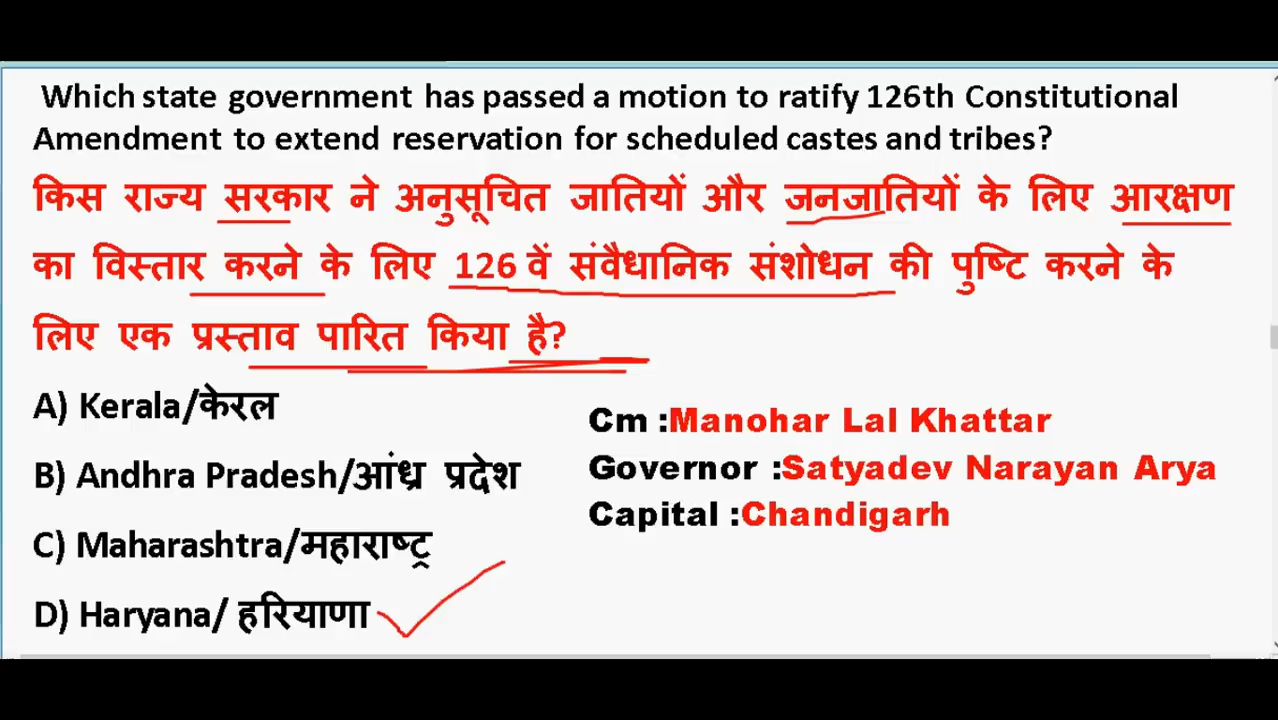 Which state government has passed a motion to ratify 126th Constitutional
Amendment to extend reservation for scheduled castes and tribes?
किस राज्य सरकार ने अनुसूचित जातियों और जनजातियों के लिए आरक्षण
का विस्तार करने के लिए 126 वें संवैधानिक संशोधन की पुष्टि करने के
लिए एक प्रस्ताव पारित किया है?
A) Kerala/केरल
B) Andhra Pradesh/आंध्र प्रदेश
C) Maharashtra/महाराष्ट्र
D) Haryana/ हरियाणा
Cm :Manohar Lal Khattar
Governor :Satyadev Narayan Arya
Capital :Chandigarh